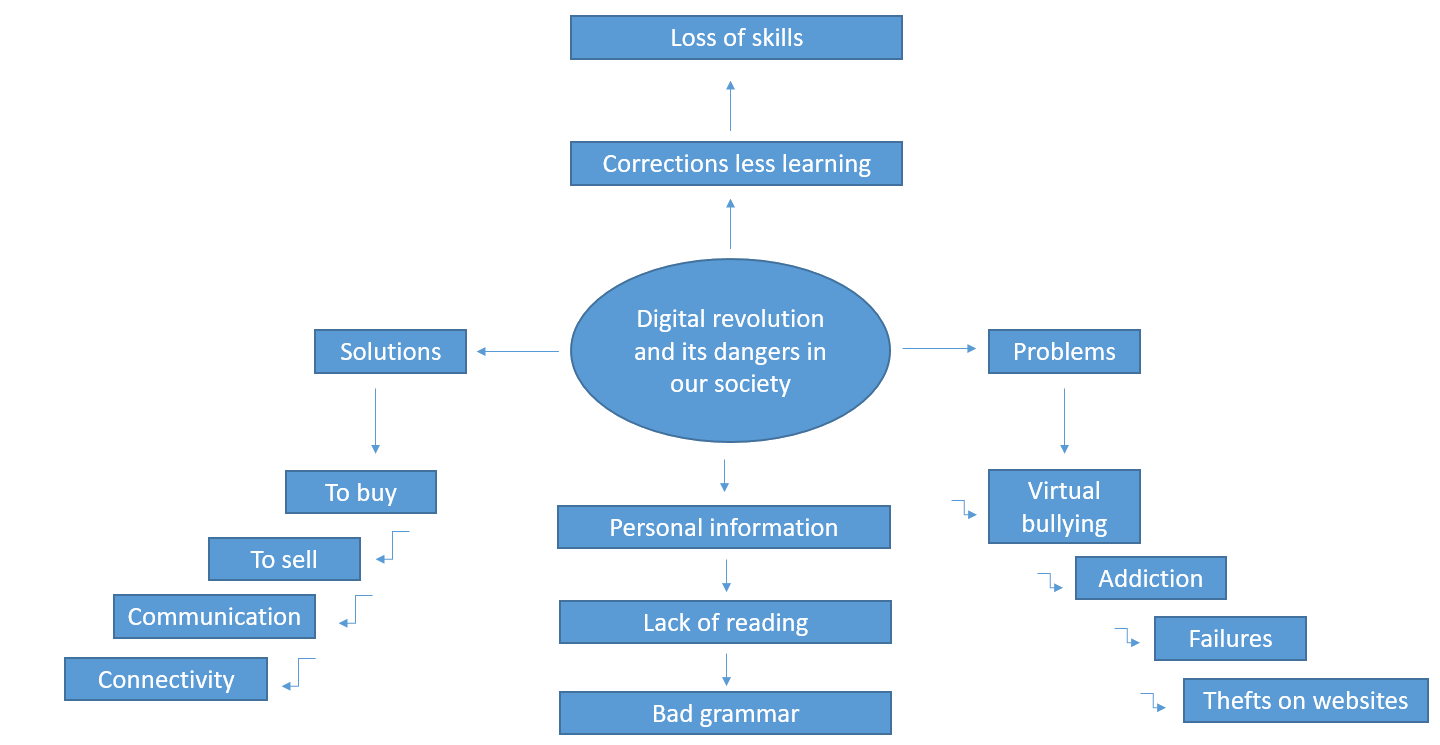 Loss of skills
Corrections less learning
Digital revolution
and its dangers in
our society
Solutions
Problems
To buy
To sell
Communication
Connectivity
Personal information
Lack of reading
Bad grammar
Virtual
bullying
Addiction
Failures
Thefts on websites